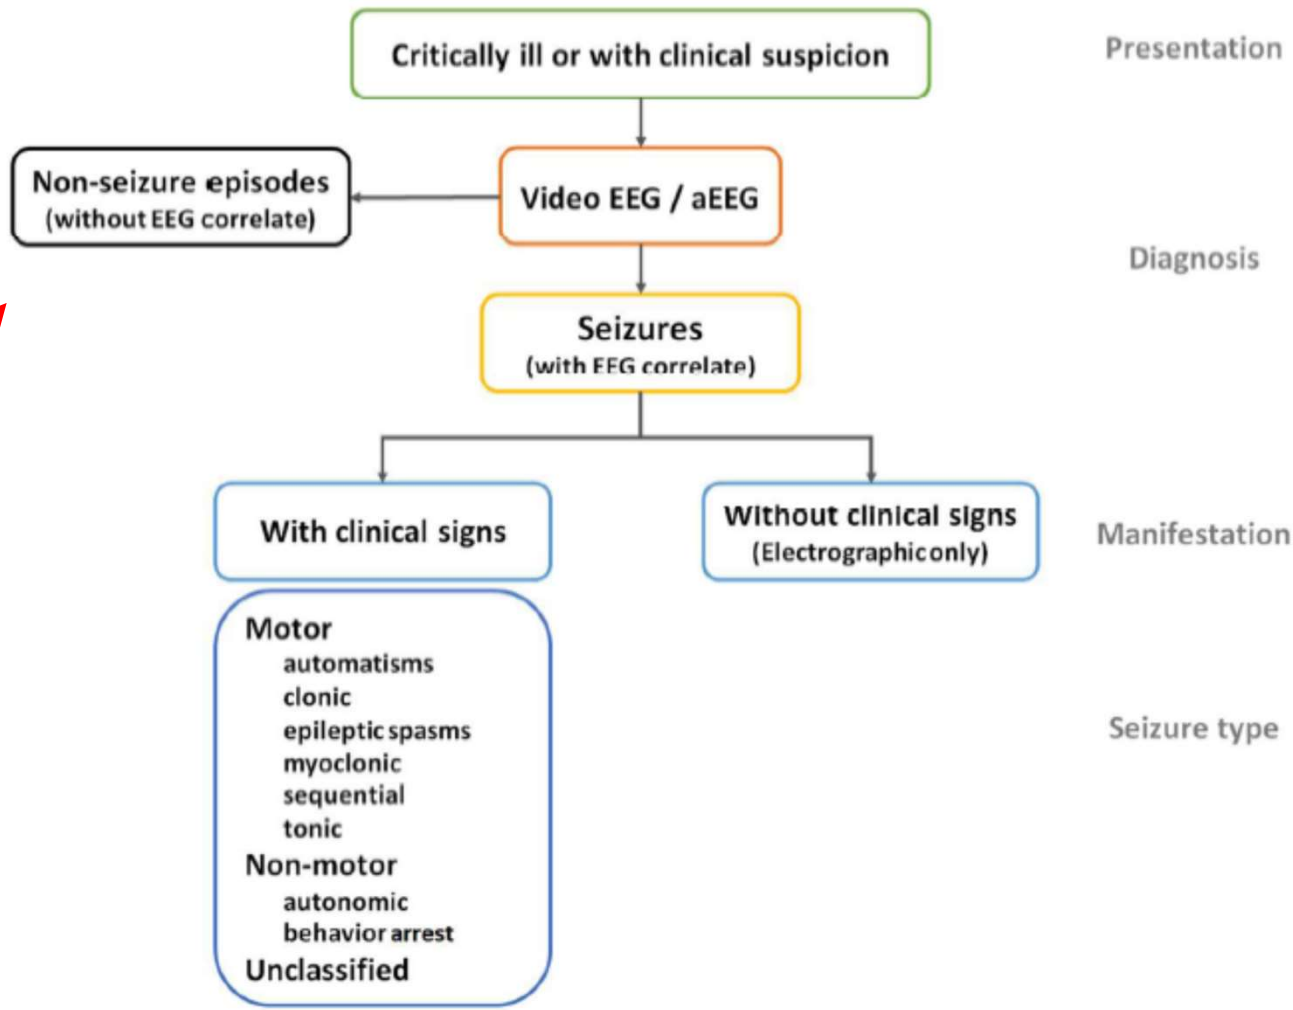 Critically ill or with clinical suspicion
Presentation
Non-seizure episodes
(without EEG correlate)
Video EEG / aEEG
Diagnosis
Seizures
(with EEG correlate)
With clinical signs
Without clinical signs
(Electrographic only)
Manifestation
Motor
automatisms
clonic
epileptic spasms
myoclonic
sequential
tonic
Non-motor
autonomic
behavior arrest
Unclassified
Seizure type